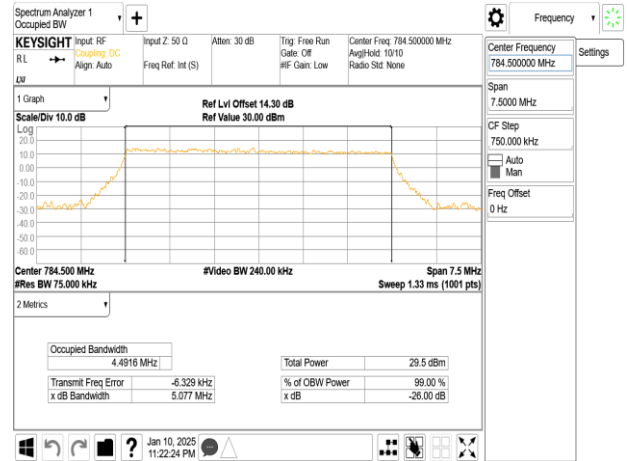 Spectrum Analyzer 1
Occupied BW
KEYSIGHT
RL
Input: RF
Coupling: DC
Align: Auto
Input Z: 50 Ω
Freq Ref: Int (S)
Atten: 30 dB
Trig: Free Run
Gate: Off
#IF Gain: Low
Center Freq: 784.500000 MHz
Avg|Hold: 10/10
Radio Std: None
LXI
1 Graph
Scale/Div 10.0 dB
Ref Lvl Offset 14.30 dB
Ref Value 30.00 dBm
Log
20.0
10.0
0.00
-10.0
-20.0
-30.0
-40.0
-50.0
-60.0
Center 784.500 MHz
#Video BW 240.00 kHz
Span 7.5 MHz
#Res BW 75.000 kHz
Sweep 1.33 ms (1001 pts)
2 Metrics
Occupied Bandwidth
4.4916 MHz
Total Power 29.5 dBm
Transmit Freq Error -6.329 kHz
% of OBW Power 99.00 %
x dB Bandwidth 5.077 MHz
x dB -26.00 dB
?
Jan 10, 2025
11:22:24 PM
Frequency
Settings
Center Frequency
784.500000 MHz
Span
7.5000 MHz
CF Step
750.000 kHz
Auto
Man
Freq Offset
0 Hz